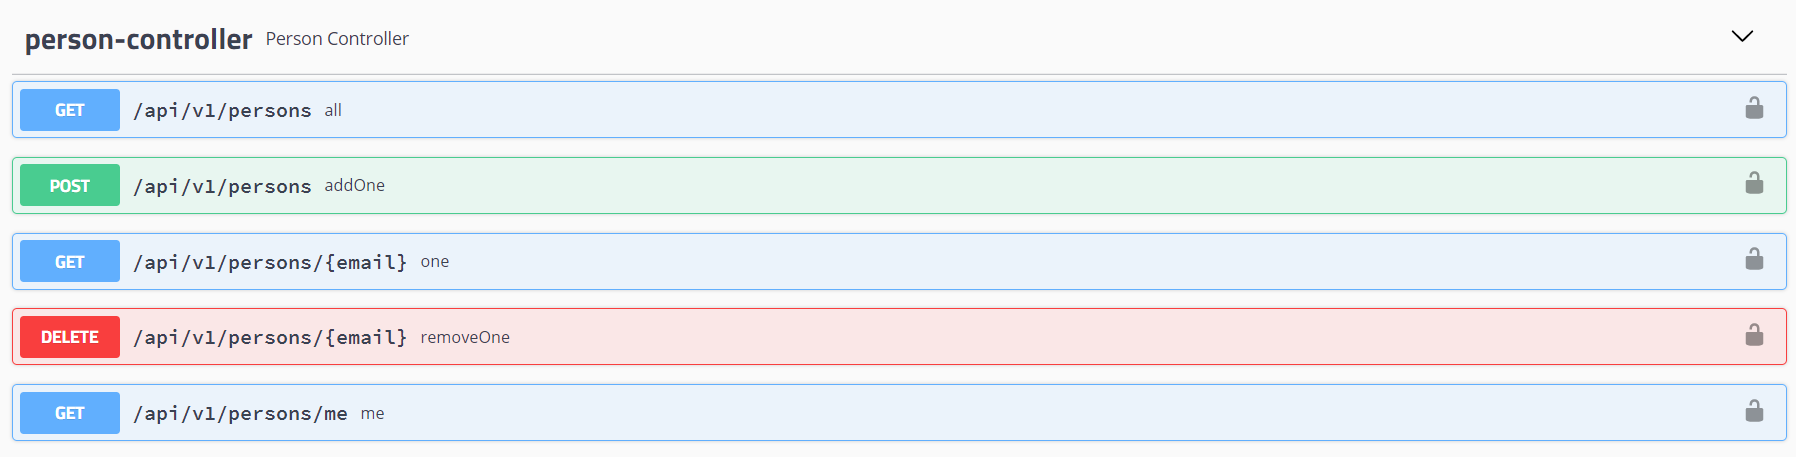 person-controller Person Controller
GET /api/v1/persons all
POST /api/v1/persons addOne
GET /api/v1/persons/{email} one
DELETE /api/v1/persons/{email} removeOne
GET /api/v1/persons/me me